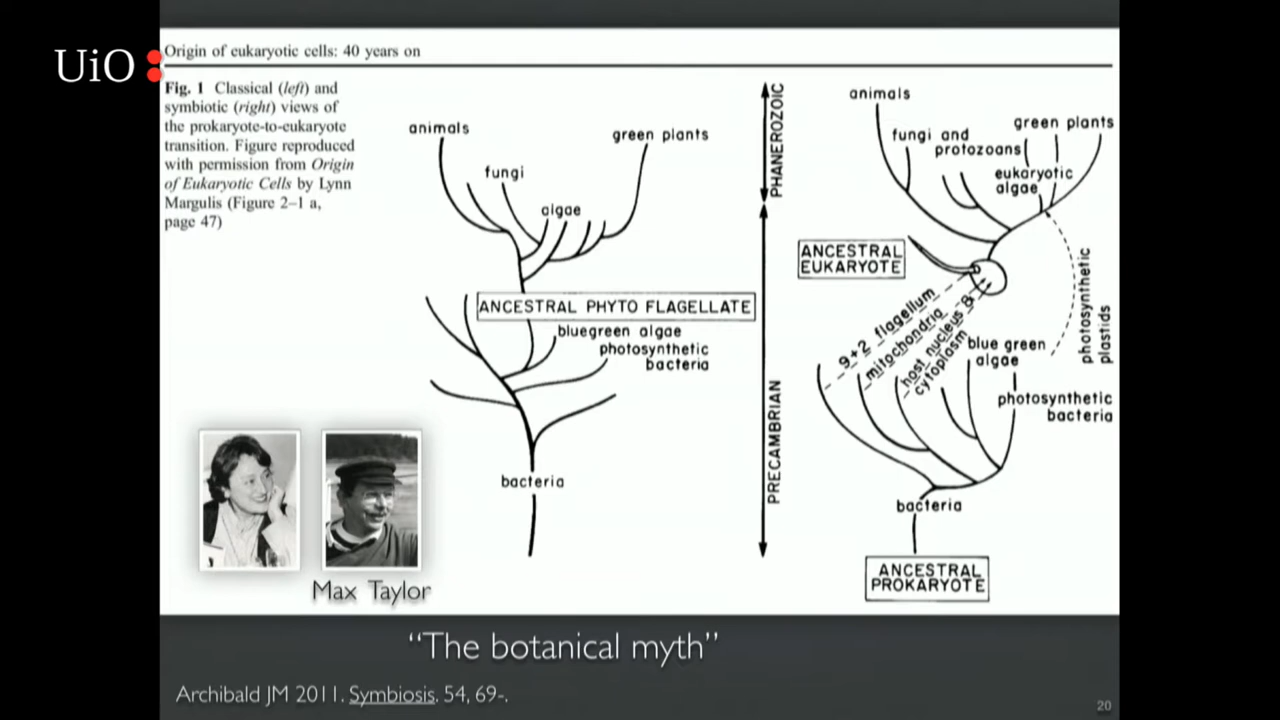 UiO:
Origin of eukaryotic cells: 40 years on
Fig. 1 Classical (left) and
symbiotic (right) views of
the prokaryote-to-eukaryote
transition. Figure reproduced
with permission from Origin
of Eukaryotic Cells by Lynn
Margulis (Figure 2–1 a,
page 47)
animals
green plants
fungi
algae
ANCESTRAL PHYTO FLAGELLATE
bluegreen algae
photosynthetic
bacteria
bacteria
PHANEROZOIC
PRECAMBRIAN
animals
green plants
fungi and
protozoans
eukaryotic
algae
ANCESTRAL
EUKARYOTE
9+2 flagellum
mitochondria
host nucleus &
cytoplasm
photosynthetic
plastids
blue green
algae
photosynthetic
bacteria
bacteria
ANCESTRAL
PROKARYOTE
Max Taylor
“The botanical myth”
Archibald JM 2011. Symbiosis. 54, 69-.
20